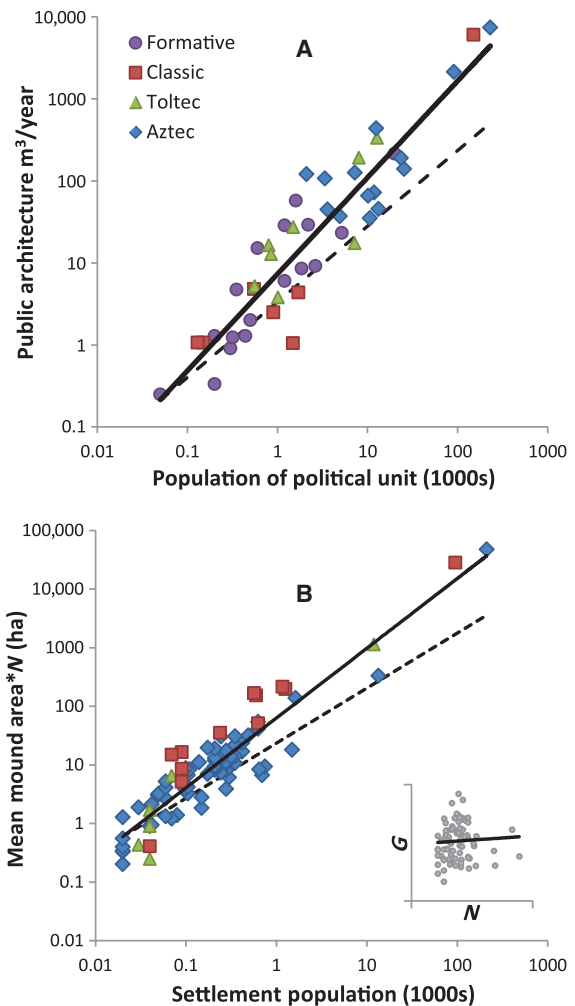 10,000
1000
100
10
1
0.1
Public architecture m³/year
A
Formative
Classic
Toltec
Aztec
0.01
0.1
1
10
100
1000
Population of political unit (1000s)
100,000
10,000
1000
100
10
1
0.1
0.01
Mean mound area*N (ha)
B
G
N
0.01
0.1
1
10
100
1000
Settlement population (1000s)